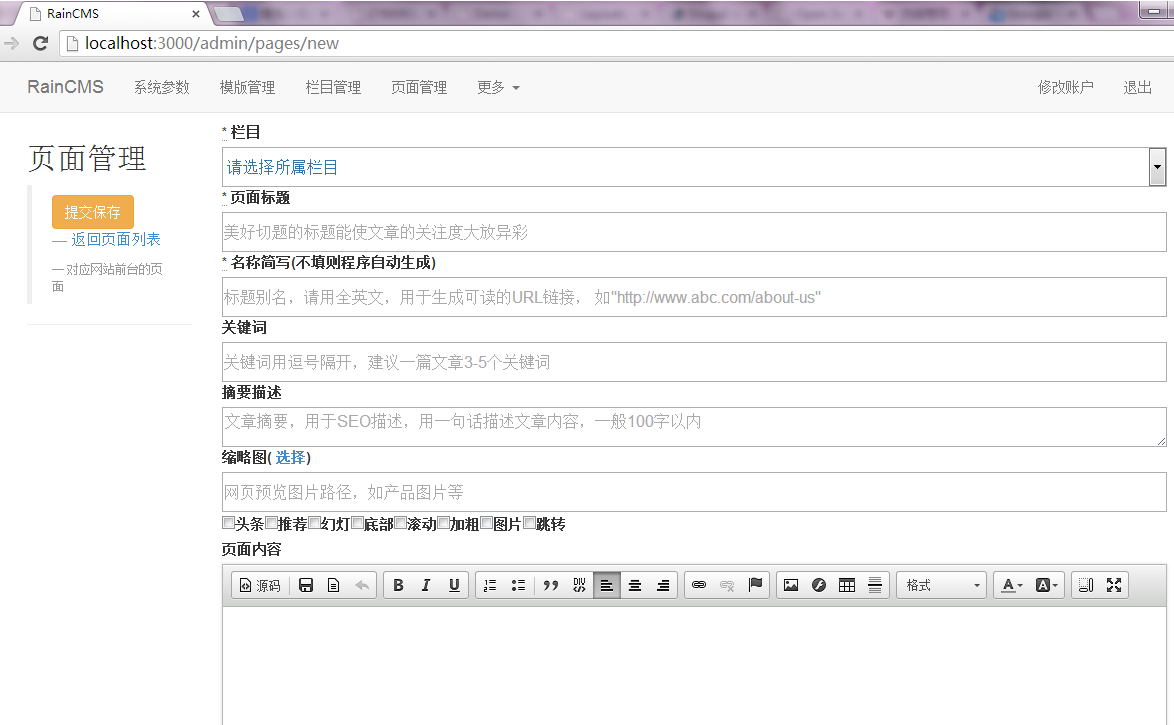 RainCMS
localhost:3000/admin/pages/new
RainCMS 系统参数 模版管理 栏目管理 页面管理 更多 修改账户 退出
页面管理
提交保存
— 返回页面列表
— 对应网站前台的页
面
* 栏目
请选择所属栏目
* 页面标题
美好切题的标题能使文章的关注度大放异彩
* 名称简写(不填则程序自动生成)
标题别名，请用全英文，用于生成可读的URL链接， 如"http://www.abc.com/about-us"
关键词
关键词用逗号隔开，建议一篇文章3-5个关键词
摘要描述
文章摘要，用于SEO描述，用一句话描述文章内容，一般100字以内
缩略图( 选择)
网页预览图片路径，如产品图片等
头条 推荐 幻灯 底部 滚动 加粗 图片 跳转
页面内容
源码 B I U DIV 格式 A A